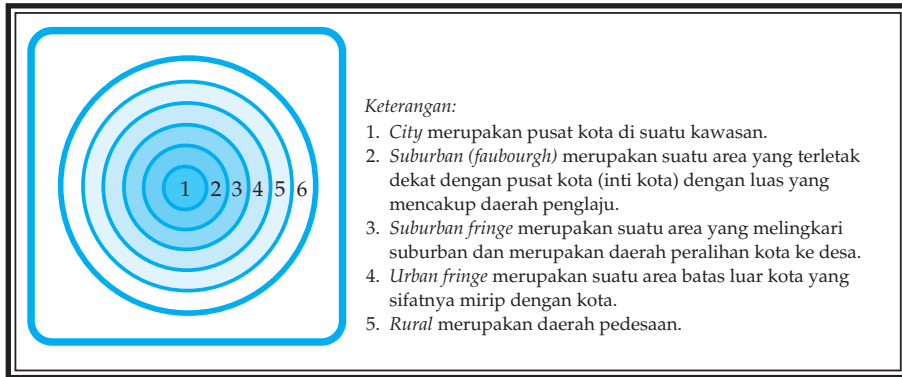 1 2 3 4 5 6
Keterangan:
1. City merupakan pusat kota di suatu kawasan.
2. Suburban (faubourgh) merupakan suatu area yang terletak
dekat dengan pusat kota (inti kota) dengan luas yang
mencakup daerah penglaju.
3. Suburban fringe merupakan suatu area yang melingkari
suburban dan merupakan daerah peralihan kota ke desa.
4. Urban fringe merupakan suatu area batas luar kota yang
sifatnya mirip dengan kota.
5. Rural merupakan daerah pedesaan.